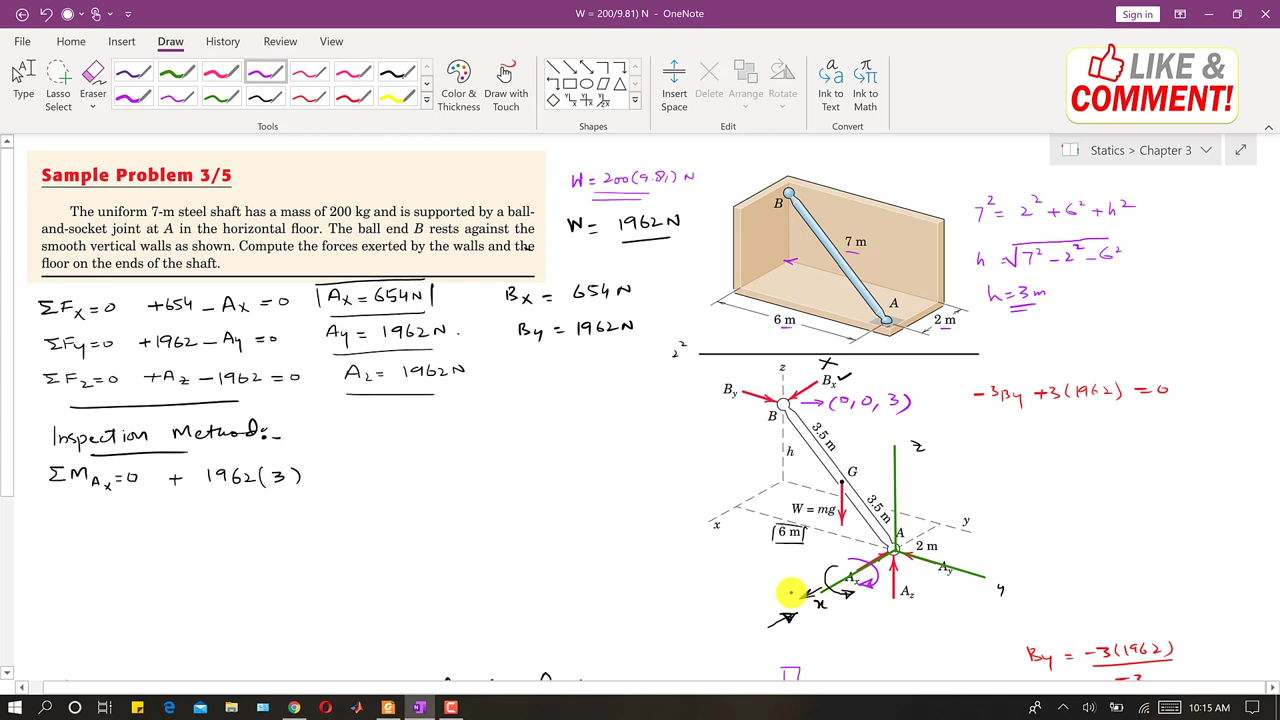 W = 200/9.81) N - OneNote
Sign in
File Home Insert Draw History Review View
Type
Lasso Select
Eraser
Color & Thickness
Draw with Touch
Insert Space
Delete
Arrange
Rotate
Ink to Text
Ink to Math
Tools
Shapes
Edit
Convert
LIKE &
COMMENT!
Statics > Chapter 3
Sample Problem 3/5
The uniform 7-m steel shaft has a mass of 200 kg and is supported by a ball-
and-socket joint at A in the horizontal floor. The ball end B rests against the
smooth vertical walls as shown. Compute the forces exerted by the walls and the
floor on the ends of the shaft.
W = 200(9.81) N
W = 1962N
B
7 m
A
6 m
2 m
7² = 2² + 6² + h²
h = √7² - 2² - 6²
h = 3m
ΣFx=0 +654 - Ax = 0 Ax = 654N
ΣFy=0 +1962 - Ay = 0 Ay = 1962N.
ΣFz=0 +Az - 1962 = 0 Az = 1962N
Bx = 654N
By = 1962N
Inspection Method:-
ΣMAx=0 + 1962(3)
2²
z
By
Bx ✓
B
→(0,0,3)
3.5 m
h
G
3.5 m
W = mg
x
y
6 m
A
2 m
Ax
Ay
Az
z
x
y
-3By +3(1962) = 0
By = -3(1962)
-3
10:15 AM